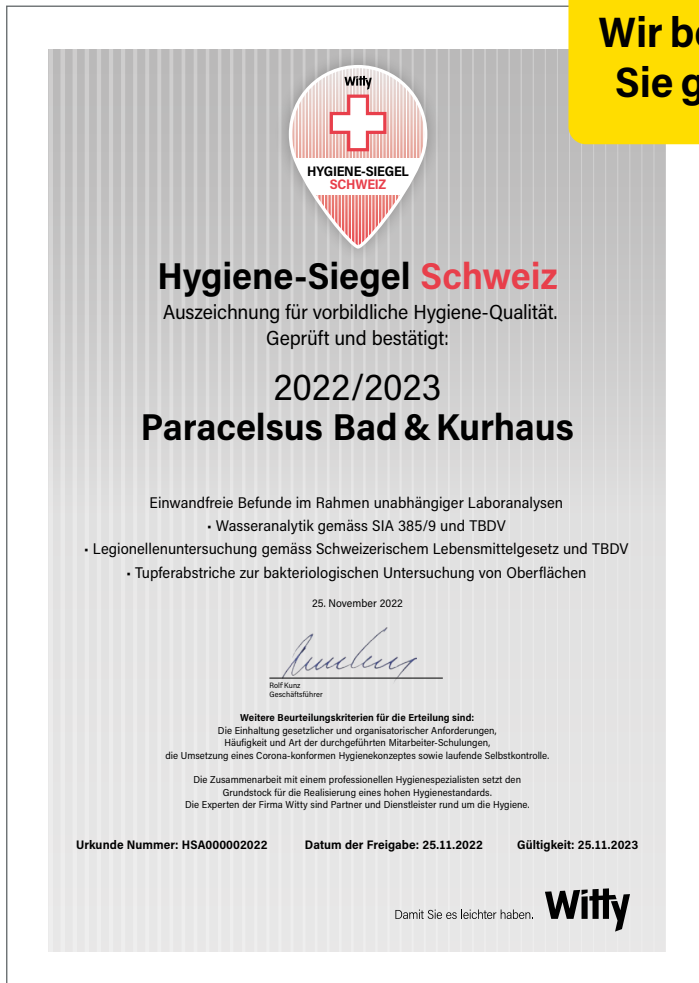 Wir
Sie
Witty
HYGIENE-SIEGEL
SCHWEIZ
Hygiene-Siegel Schweiz
Auszeichnung für vorbildliche Hygiene-Qualität.
Geprüft und bestätigt:
2022/2023
Paracelsus Bad & Kurhaus
Einwandfreie Befunde im Rahmen unabhängiger Laboranalysen
• Wasseranalytik gemäss SIA 385/9 und TBDV
• Legionellenuntersuchung gemäss Schweizerischem Lebensmittelgesetz und TBDV
• Tupferabstriche zur bakteriologischen Untersuchung von Oberflächen
25. November 2022
Rolf Kunz
Geschäftsführer
Weitere Beurteilungskriterien für die Erteilung sind:
Die Einhaltung gesetzlicher und organisatorischer Anforderungen,
Häufigkeit und Art der durchgeführten Mitarbeiter-Schulungen,
die Umsetzung eines Corona-konformen Hygienekonzeptes sowie laufende Selbstkontrolle.
Die Zusammenarbeit mit einem professionellen Hygienespezialisten setzt den
Grundstock für die Realisierung eines hohen Hygienestandards.
Die Experten der Firma Witty sind Partner und Dienstleister rund um die Hygiene.
Urkunde Nummer: HSA000002022 Datum der Freigabe: 25.11.2022 Gültigkeit: 25.11.2023
Damit Sie es leichter haben. Witty